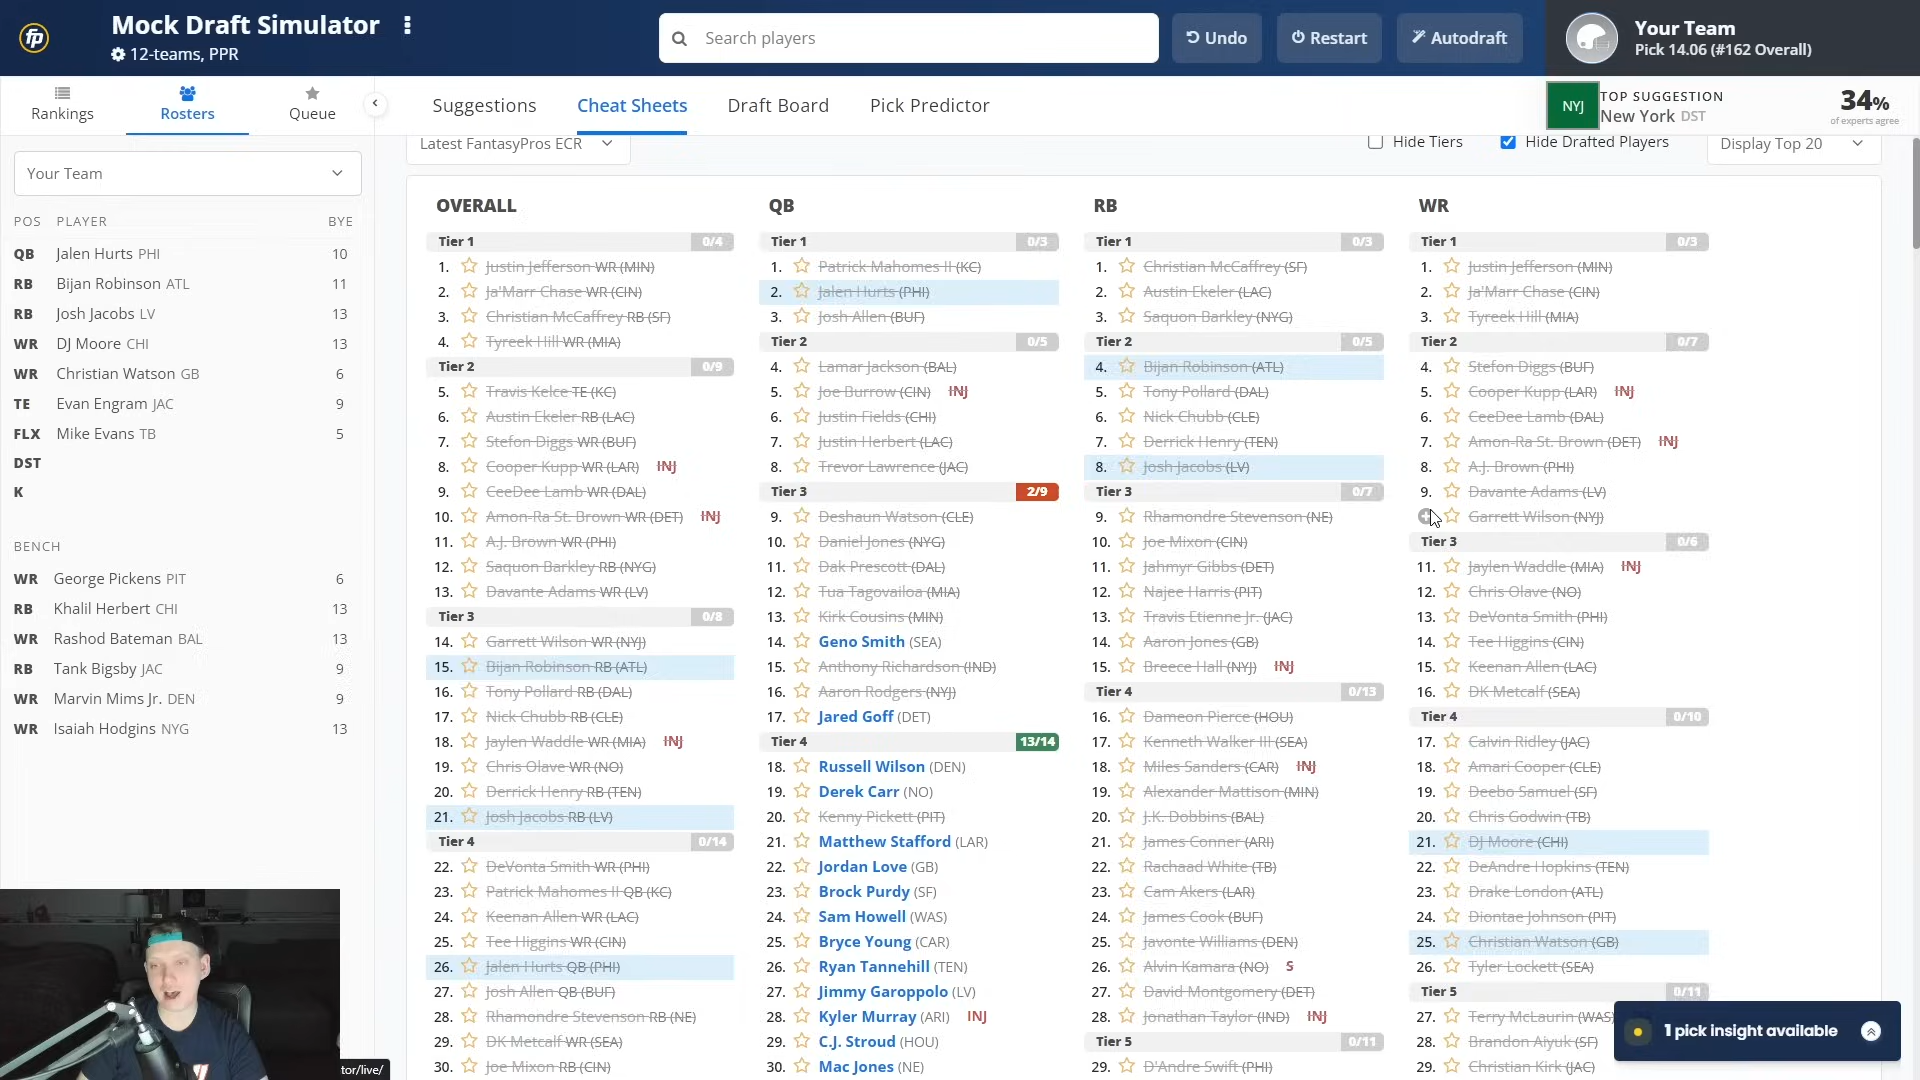 fp
Mock Draft Simulator
12-teams, PPR
Search players
Undo
Restart
Autodraft
Your Team
Pick 14.06 (#162 Overall)
Rankings
Rosters
Queue
Suggestions
Cheat Sheets
Draft Board
Pick Predictor
NYJ
TOP SUGGESTION
New York DST
34%
of experts agree
Your Team
POS PLAYER BYE
QB Jalen Hurts PHI 10
RB Bijan Robinson ATL 11
RB Josh Jacobs LV 13
WR DJ Moore CHI 13
WR Christian Watson GB 6
TE Evan Engram JAC 9
FLX Mike Evans TB 5
DST
K
BENCH
WR George Pickens PIT 6
RB Khalil Herbert CHI 13
WR Rashod Bateman BAL 13
RB Tank Bigsby JAC 9
WR Marvin Mims Jr. DEN 9
WR Isaiah Hodgins NYG 13
tor/live/
Latest FantasyPros ECR
Hide Tiers
Hide Drafted Players
Display Top 20
OVERALL
Tier 1 0/4
1. Justin Jefferson WR (MIN)
2. Ja'Marr Chase WR (CIN)
3. Christian McCaffrey RB (SF)
4. Tyreek Hill WR (MIA)
Tier 2 0/9
5. Travis Kelce TE (KC)
6. Austin Ekeler RB (LAC)
7. Stefon Diggs WR (BUF)
8. Cooper Kupp WR (LAR) INJ
9. CeeDee Lamb WR (DAL)
10. Amon-Ra St. Brown WR (DET) INJ
11. A.J. Brown WR (PHI)
12. Saquon Barkley RB (NYG)
13. Davante Adams WR (LV)
Tier 3 0/8
14. Garrett Wilson WR (NYJ)
15. Bijan Robinson RB (ATL)
16. Tony Pollard RB (DAL)
17. Nick Chubb RB (CLE)
18. Jaylen Waddle WR (MIA) INJ
19. Chris Olave WR (NO)
20. Derrick Henry RB (TEN)
21. Josh Jacobs RB (LV)
Tier 4 0/14
22. DeVonta Smith WR (PHI)
23. Patrick Mahomes II QB (KC)
24. Keenan Allen WR (LAC)
25. Tee Higgins WR (CIN)
26. Jalen Hurts QB (PHI)
27. Josh Allen QB (BUF)
28. Rhamondre Stevenson RB (NE)
29. DK Metcalf WR (SEA)
30. Joe Mixon RB (CIN)
QB
Tier 1 0/3
1. Patrick Mahomes II (KC)
2. Jalen Hurts (PHI)
3. Josh Allen (BUF)
Tier 2 0/5
4. Lamar Jackson (BAL)
5. Joe Burrow (CIN) INJ
6. Justin Fields (CHI)
7. Justin Herbert (LAC)
8. Trevor Lawrence (JAC)
Tier 3 2/9
9. Deshaun Watson (CLE)
10. Daniel Jones (NYG)
11. Dak Prescott (DAL)
12. Tua Tagovailoa (MIA)
13. Kirk Cousins (MIN)
14. Geno Smith (SEA)
15. Anthony Richardson (IND)
16. Aaron Rodgers (NYJ)
17. Jared Goff (DET)
Tier 4 13/14
18. Russell Wilson (DEN)
19. Derek Carr (NO)
20. Kenny Pickett (PIT)
21. Matthew Stafford (LAR)
22. Jordan Love (GB)
23. Brock Purdy (SF)
24. Sam Howell (WAS)
25. Bryce Young (CAR)
26. Ryan Tannehill (TEN)
27. Jimmy Garoppolo (LV)
28. Kyler Murray (ARI) INJ
29. C.J. Stroud (HOU)
30. Mac Jones (NE)
RB
Tier 1 0/3
1. Christian McCaffrey (SF)
2. Austin Ekeler (LAC)
3. Saquon Barkley (NYG)
Tier 2 0/5
4. Bijan Robinson (ATL)
5. Tony Pollard (DAL)
6. Nick Chubb (CLE)
7. Derrick Henry (TEN)
8. Josh Jacobs (LV)
Tier 3 0/7
9. Rhamondre Stevenson (NE)
10. Joe Mixon (CIN)
11. Jahmyr Gibbs (DET)
12. Najee Harris (PIT)
13. Travis Etienne Jr. (JAC)
14. Aaron Jones (GB)
15. Breece Hall (NYJ) INJ
Tier 4 0/13
16. Dameon Pierce (HOU)
17. Kenneth Walker III (SEA)
18. Miles Sanders (CAR) INJ
19. Alexander Mattison (MIN)
20. J.K. Dobbins (BAL)
21. James Conner (ARI)
22. Rachaad White (TB)
23. Cam Akers (LAR)
24. James Cook (BUF)
25. Javonte Williams (DEN)
26. Alvin Kamara (NO) S
27. David Montgomery (DET)
28. Jonathan Taylor (IND) INJ
Tier 5 0/11
29. D'Andre Swift (PHI)
WR
Tier 1 0/3
1. Justin Jefferson (MIN)
2. Ja'Marr Chase (CIN)
3. Tyreek Hill (MIA)
Tier 2 0/7
4. Stefon Diggs (BUF)
5. Cooper Kupp (LAR) INJ
6. CeeDee Lamb (DAL)
7. Amon-Ra St. Brown (DET) INJ
8. A.J. Brown (PHI)
9. Davante Adams (LV)
Garrett Wilson (NYJ)
Tier 3 0/6
11. Jaylen Waddle (MIA) INJ
12. Chris Olave (NO)
13. DeVonta Smith (PHI)
14. Tee Higgins (CIN)
15. Keenan Allen (LAC)
16. DK Metcalf (SEA)
Tier 4 0/10
17. Calvin Ridley (JAC)
18. Amari Cooper (CLE)
19. Deebo Samuel (SF)
20. Chris Godwin (TB)
21. DJ Moore (CHI)
22. DeAndre Hopkins (TEN)
23. Drake London (ATL)
24. Diontae Johnson (PIT)
25. Christian Watson (GB)
26. Tyler Lockett (SEA)
Tier 5 0/11
27. Terry McLaurin (WAS)
28. Brandon Aiyuk (SF)
29. Christian Kirk (JAC)
1 pick insight available